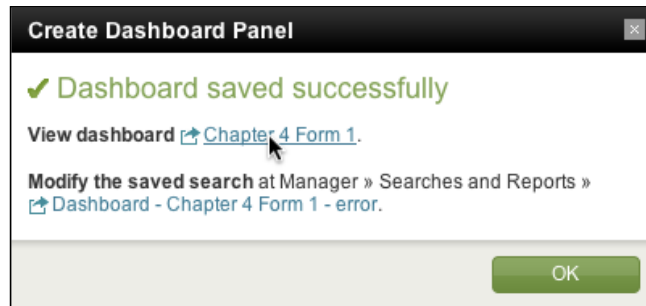 Create Dashboard Panel
✔ Dashboard saved successfully
View dashboard Chapter 4 Form 1.
Modify the saved search at Manager » Searches and Reports »
Dashboard - Chapter 4 Form 1 - error.
OK